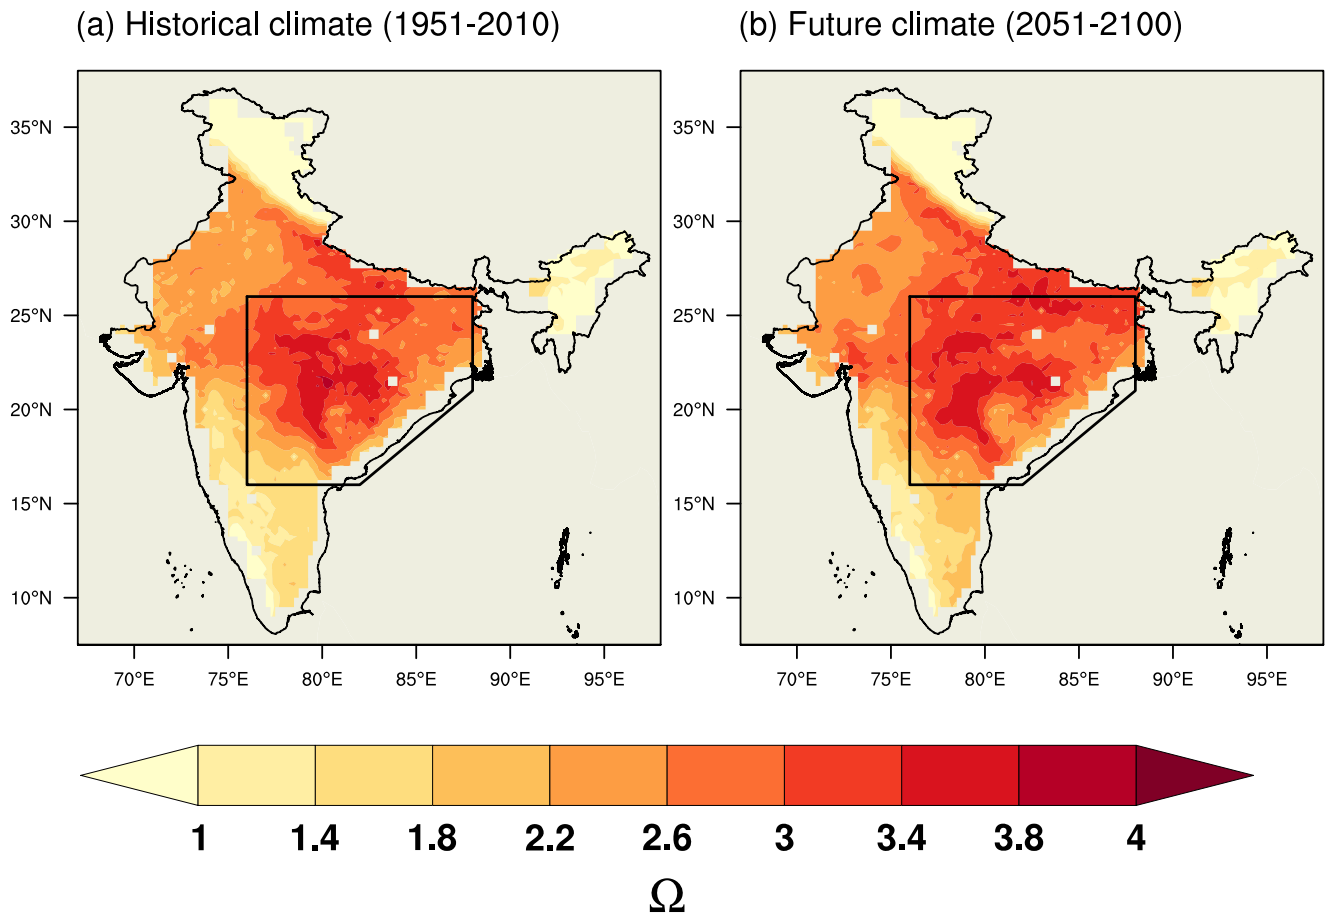 (a) Historical climate (1951-2010)
(b) Future climate (2051-2100)
35°N
30°N
25°N
20°N
15°N
10°N
70°E 75°E 80°E 85°E 90°E 95°E
35°N
30°N
25°N
20°N
15°N
10°N
70°E 75°E 80°E 85°E 90°E 95°E
1 1.4 1.8 2.2 2.6 3 3.4 3.8 4
Ω